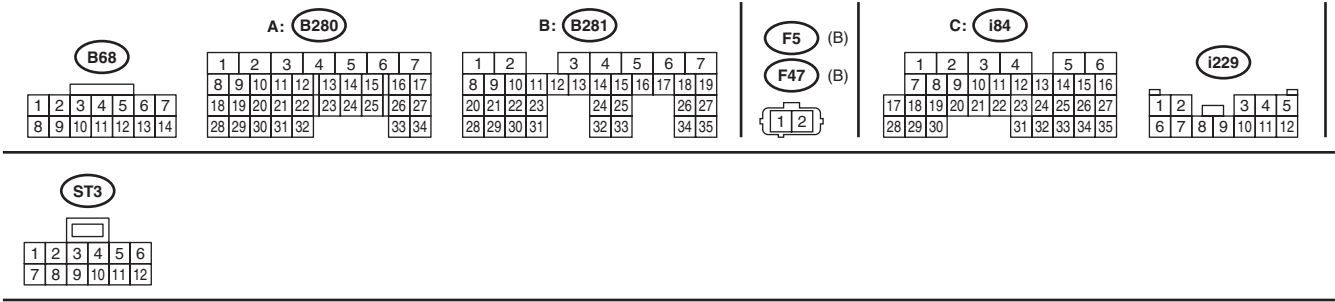 B68
1 2 3 4 5 6 7
8 9 10 11 12 13 14
A: B280
1 2 3 4 5 6 7
8 9 10 11 12 13 14 15 16 17
18 19 20 21 22 23 24 25 26 27
28 29 30 31 32 33 34
B: B281
1 2 3 4 5 6 7
8 9 10 11 12 13 14 15 16 17 18 19
20 21 22 23 24 25 26 27
28 29 30 31 32 33 34 35
F5 (B)
F47 (B)
1 2
C: i84
1 2 3 4 5 6
7 8 9 10 11 12 13 14 15 16
17 18 19 20 21 22 23 24 25 26 27
28 29 30 31 32 33 34 35
i229
1 2 3 4 5
6 7 8 9 10 11 12
ST3
1 2 3 4 5 6
7 8 9 10 11 12